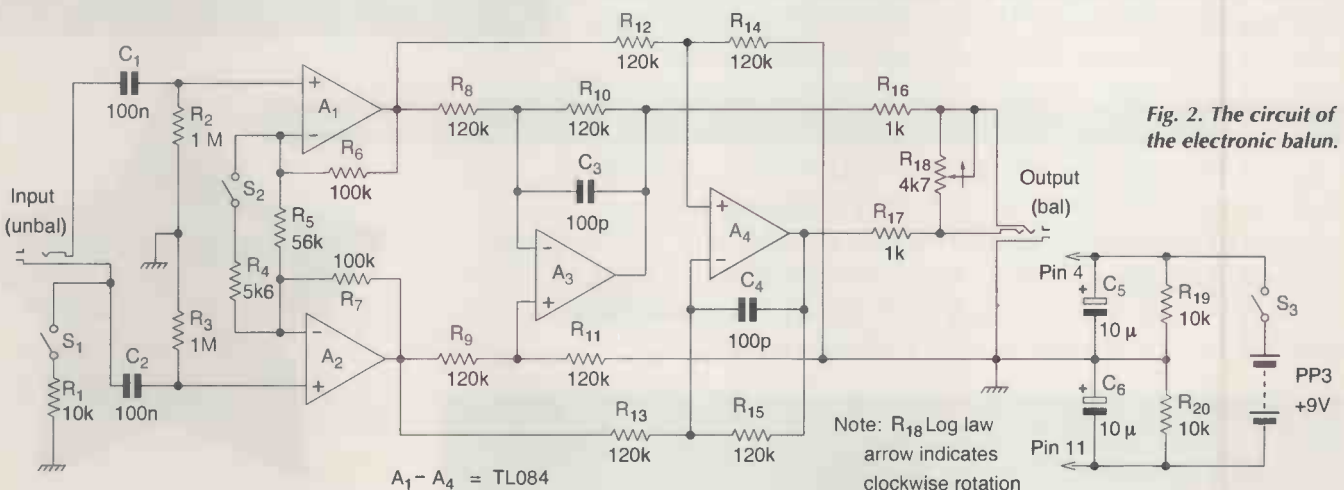 R12
120k
R14
120k
C1
100n
R2
1 M
+
A1
−
R8
120k
R10
120k
R16
1k
Fig. 2. The circuit of
the electronic balun.
Input
(unbal)
S2
R6
100k
C3
100p
R18
4k7
Output
(bal)
R5
56k
+
A4
−
R17
1k
−
A3
+
R4
5k6
100k
R7
C4
100p
Pin 4
+
C5
10 μ
R19
10k
S3
S1
R3
1M
−
A2
+
R9
120k
R11
120k
PP3
+9V
R1
10k
C2
100n
+
C6
10 μ
R20
10k
R13
120k
R15
120k
Pin 11
Note: R18 Log law
arrow indicates
clockwise rotation
A1 – A4 = TL084